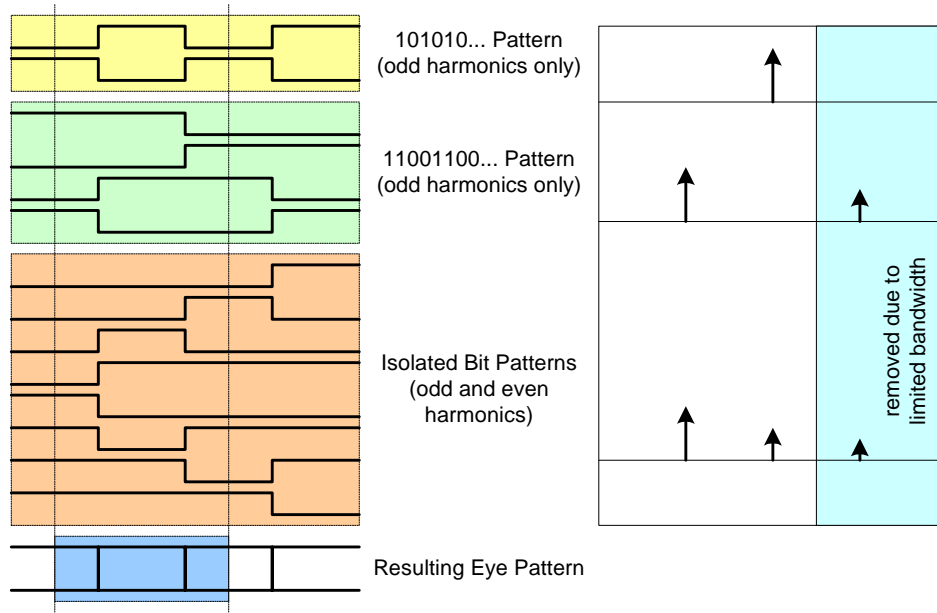 101010... Pattern
(odd harmonics only)
11001100... Pattern
(odd harmonics only)
Isolated Bit Patterns
(odd and even
harmonics)
Resulting Eye Pattern
removed due to
limited bandwidth